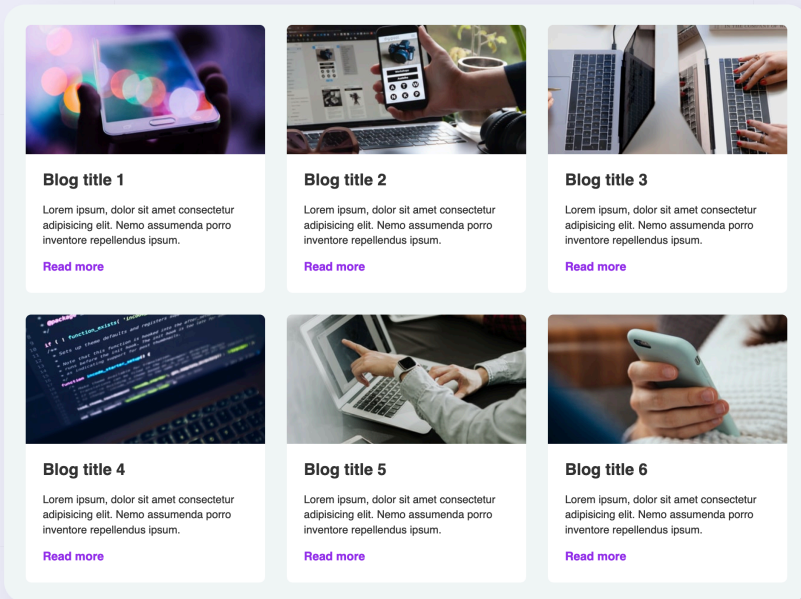 Blog title 1
Lorem ipsum, dolor sit amet consectetur
adipisicing elit. Nemo assumenda porro
inventore repellendus ipsum.
Read more
Blog title 2
Lorem ipsum, dolor sit amet consectetur
adipisicing elit. Nemo assumenda porro
inventore repellendus ipsum.
Read more
Blog title 3
Lorem ipsum, dolor sit amet consectetur
adipisicing elit. Nemo assumenda porro
inventore repellendus ipsum.
Read more
@package
if ( ! function_exists(
function
Blog title 4
Lorem ipsum, dolor sit amet consectetur
adipisicing elit. Nemo assumenda porro
inventore repellendus ipsum.
Read more
Blog title 5
Lorem ipsum, dolor sit amet consectetur
adipisicing elit. Nemo assumenda porro
inventore repellendus ipsum.
Read more
Blog title 6
Lorem ipsum, dolor sit amet consectetur
adipisicing elit. Nemo assumenda porro
inventore repellendus ipsum.
Read more